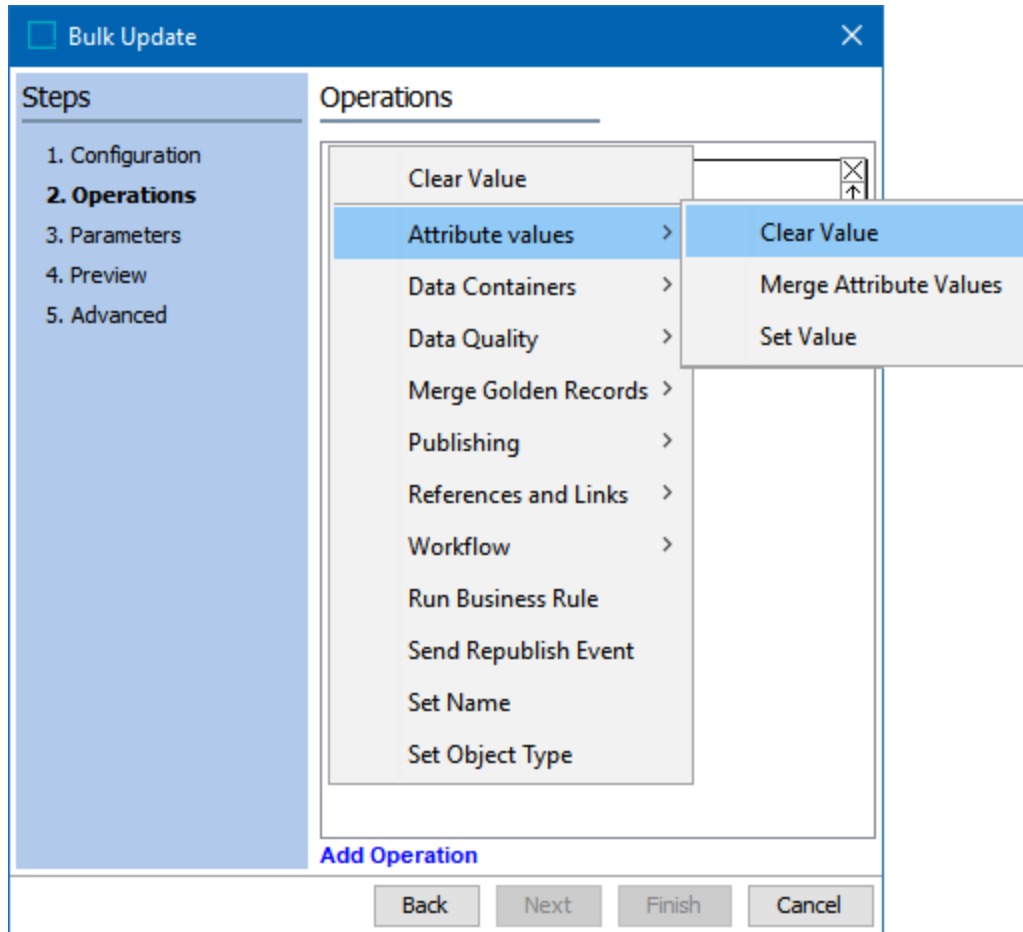 Bulk Update
Steps
1. Configuration
2. Operations
3. Parameters
4. Preview
5. Advanced
Operations
Clear Value
Attribute values
Data Containers
Data Quality
Merge Golden Records
Publishing
References and Links
Workflow
Run Business Rule
Send Republish Event
Set Name
Set Object Type
Clear Value
Merge Attribute Values
Set Value
Add Operation
Back
Next
Finish
Cancel